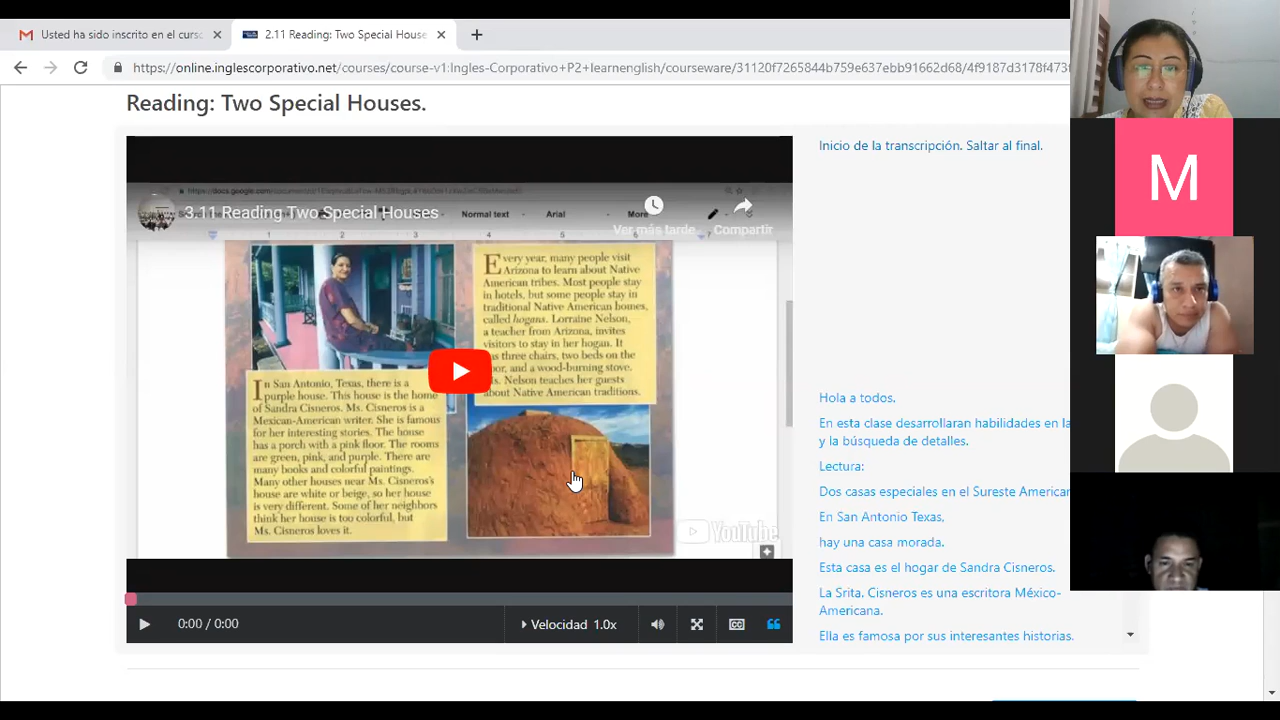 Usted ha sido inscrito en el curso
2.11 Reading: Two Special House
https://online.inglescorporativo.net/courses/course-v1:Ingles-Corporativo+P2+learnenglish/courseware/31120f7265844b759e637ebb91662d68/4f9187d3178f473f
Reading: Two Special Houses.
3.11 Reading Two Special Houses
Normal text
Arial
More
Ver más tarde
Compartir
1 2 3 4 5 6 7
In San Antonio, Texas, there is a
purple house. This house is the home
of Sandra Cisneros. Ms. Cisneros is a
Mexican-American writer. She is famous
for her interesting stories. The house
has a porch with a pink floor. The rooms
are green, pink, and purple. There are
many books and colorful paintings.
Many other houses near Ms. Cisneros's
house are white or beige, so her house
is very different. Some of her neighbors
think her house is too colorful, but
Ms. Cisneros loves it.
Every year, many people visit
Arizona to learn about Native
American tribes. Most people stay
in hotels, but some people stay in
traditional Native American homes,
called hogans. Lorraine Nelson,
a teacher from Arizona, invites
visitors to stay in her hogan. It
has three chairs, two beds on the
floor, and a wood-burning stove.
Ms. Nelson teaches her guests
about Native American traditions.
YouTube
0:00 / 0:00
Velocidad 1.0x
Inicio de la transcripción. Saltar al final.
Hola a todos.
En esta clase desarrollaran habilidades en la
y la búsqueda de detalles.
Lectura:
Dos casas especiales en el Sureste American
En San Antonio Texas,
hay una casa morada.
Esta casa es el hogar de Sandra Cisneros.
La Srita. Cisneros es una escritora México-
Americana.
Ella es famosa por sus interesantes historias.
M